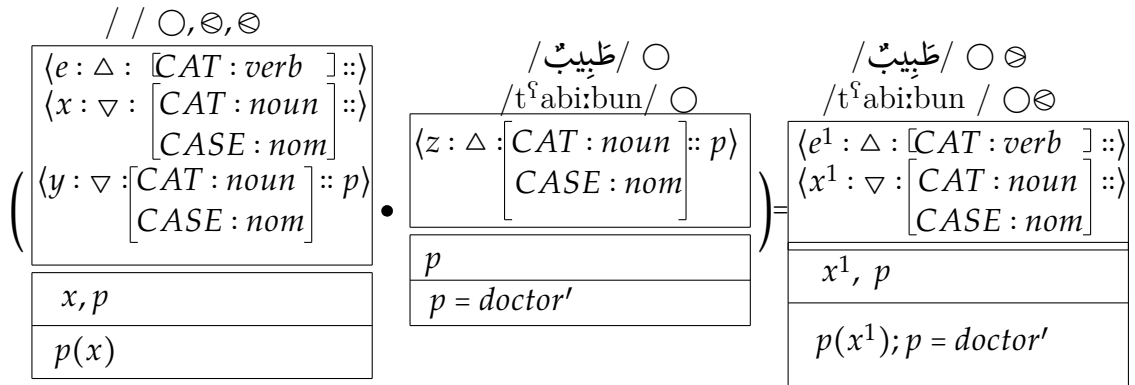 / / ○, ⧀, ⧀
⟨e : △ : [CAT : verb ] ::⟩
⟨x : ▽ : [CAT : noun ] ::⟩
[CASE : nom]
( ⟨y : ▽ : [CAT : noun ] :: p⟩
[CASE : nom]
x, p
p(x)
•
/طَبِيبٌ/ ○
/tˤabiːbun/ ○
⟨z : △ : [CAT : noun ] :: p⟩
CASE : nom
p
p = doctor′
)=
/طَبِيبٌ/ ○ ⧁
/tˤabiːbun / ○⧀
⟨e¹ : △ : [CAT : verb ] ::⟩
⟨x¹ : ▽ : [CAT : noun ] ::⟩
[CASE : nom]
x¹, p
p(x¹); p = doctor′